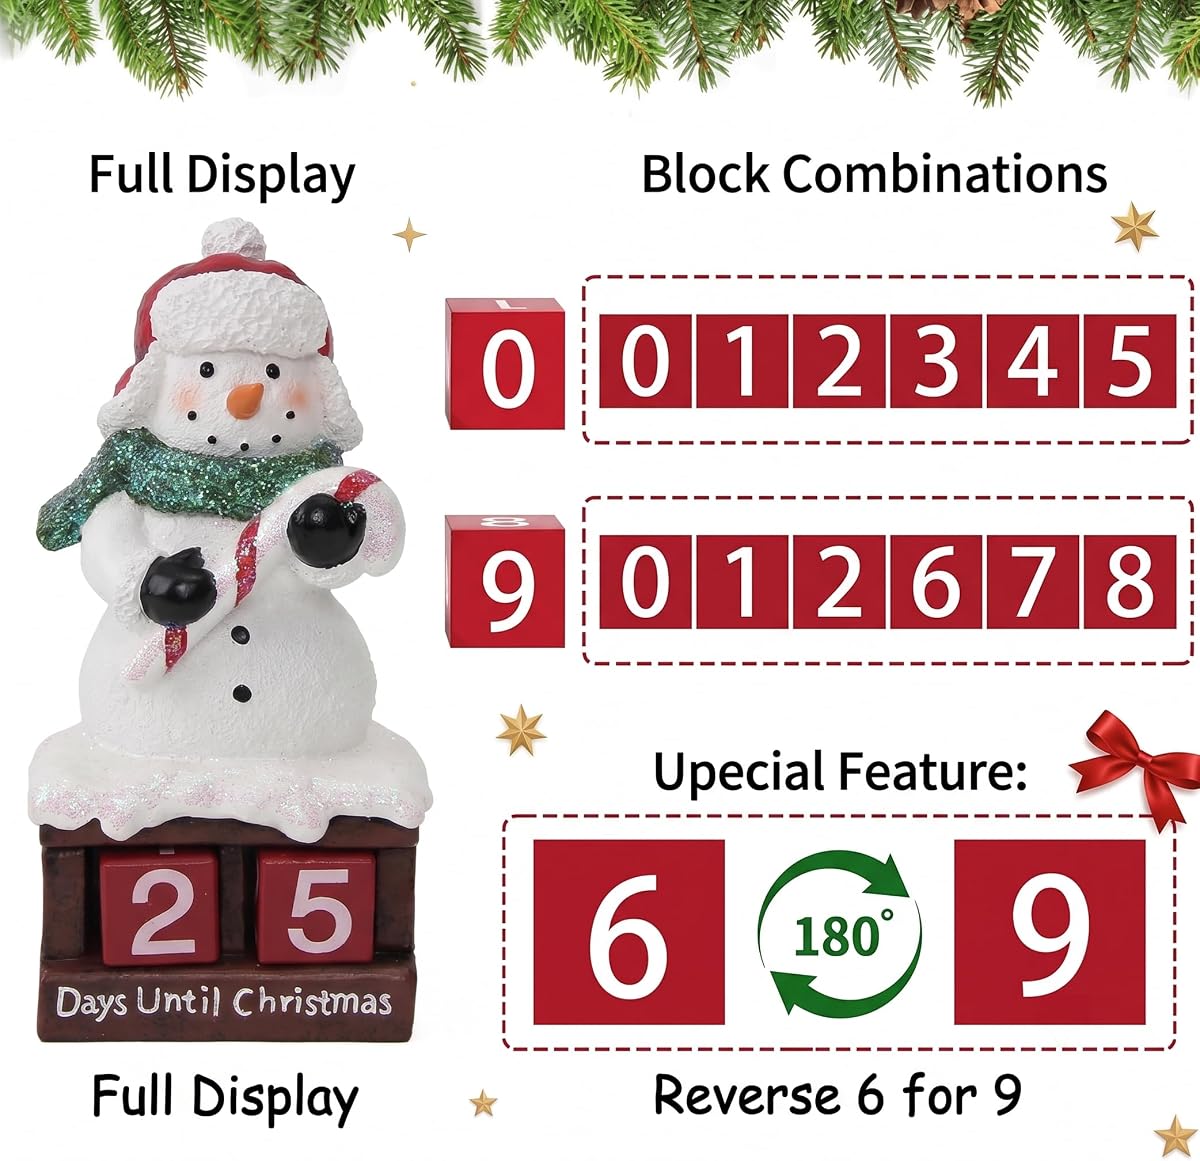 Full Display
Block Combinations
0
0 1 2 3 4 5
8
9
0 1 2 6 7 8
Upecial Feature:
6
180°
9
2 5
Days Until Christmas
Full Display
Reverse 6 for 9